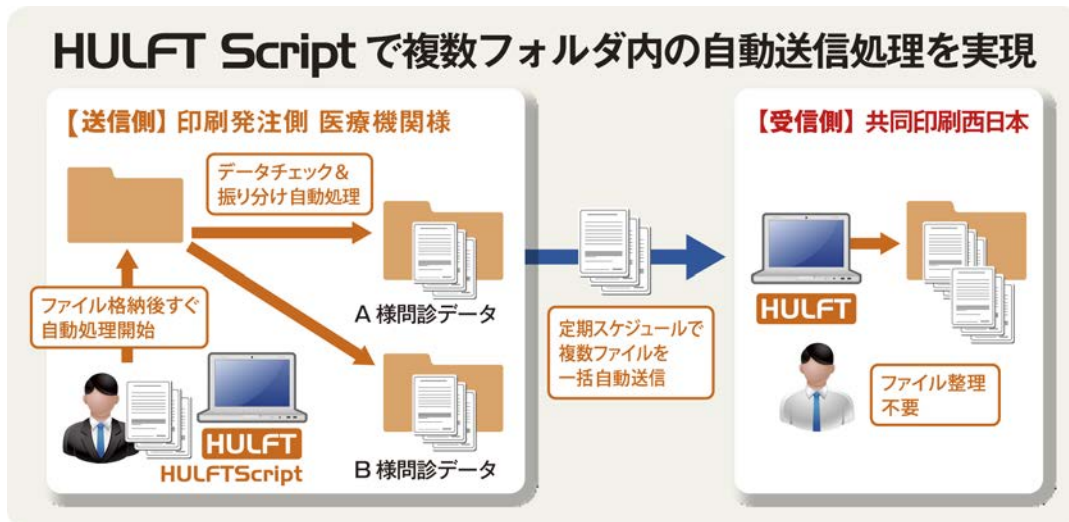 HULFT Script で複数フォルダ内の自動送信処理を実現
【送信側】印刷発注側 医療機関様
データチェック&
振り分け自動処理
ファイル格納後すぐ
自動処理開始
A 様問診データ
HULFT
HULFTScript
B 様問診データ
定期スケジュールで
複数ファイルを
一括自動送信
【受信側】共同印刷西日本
HULFT
ファイル整理
不要